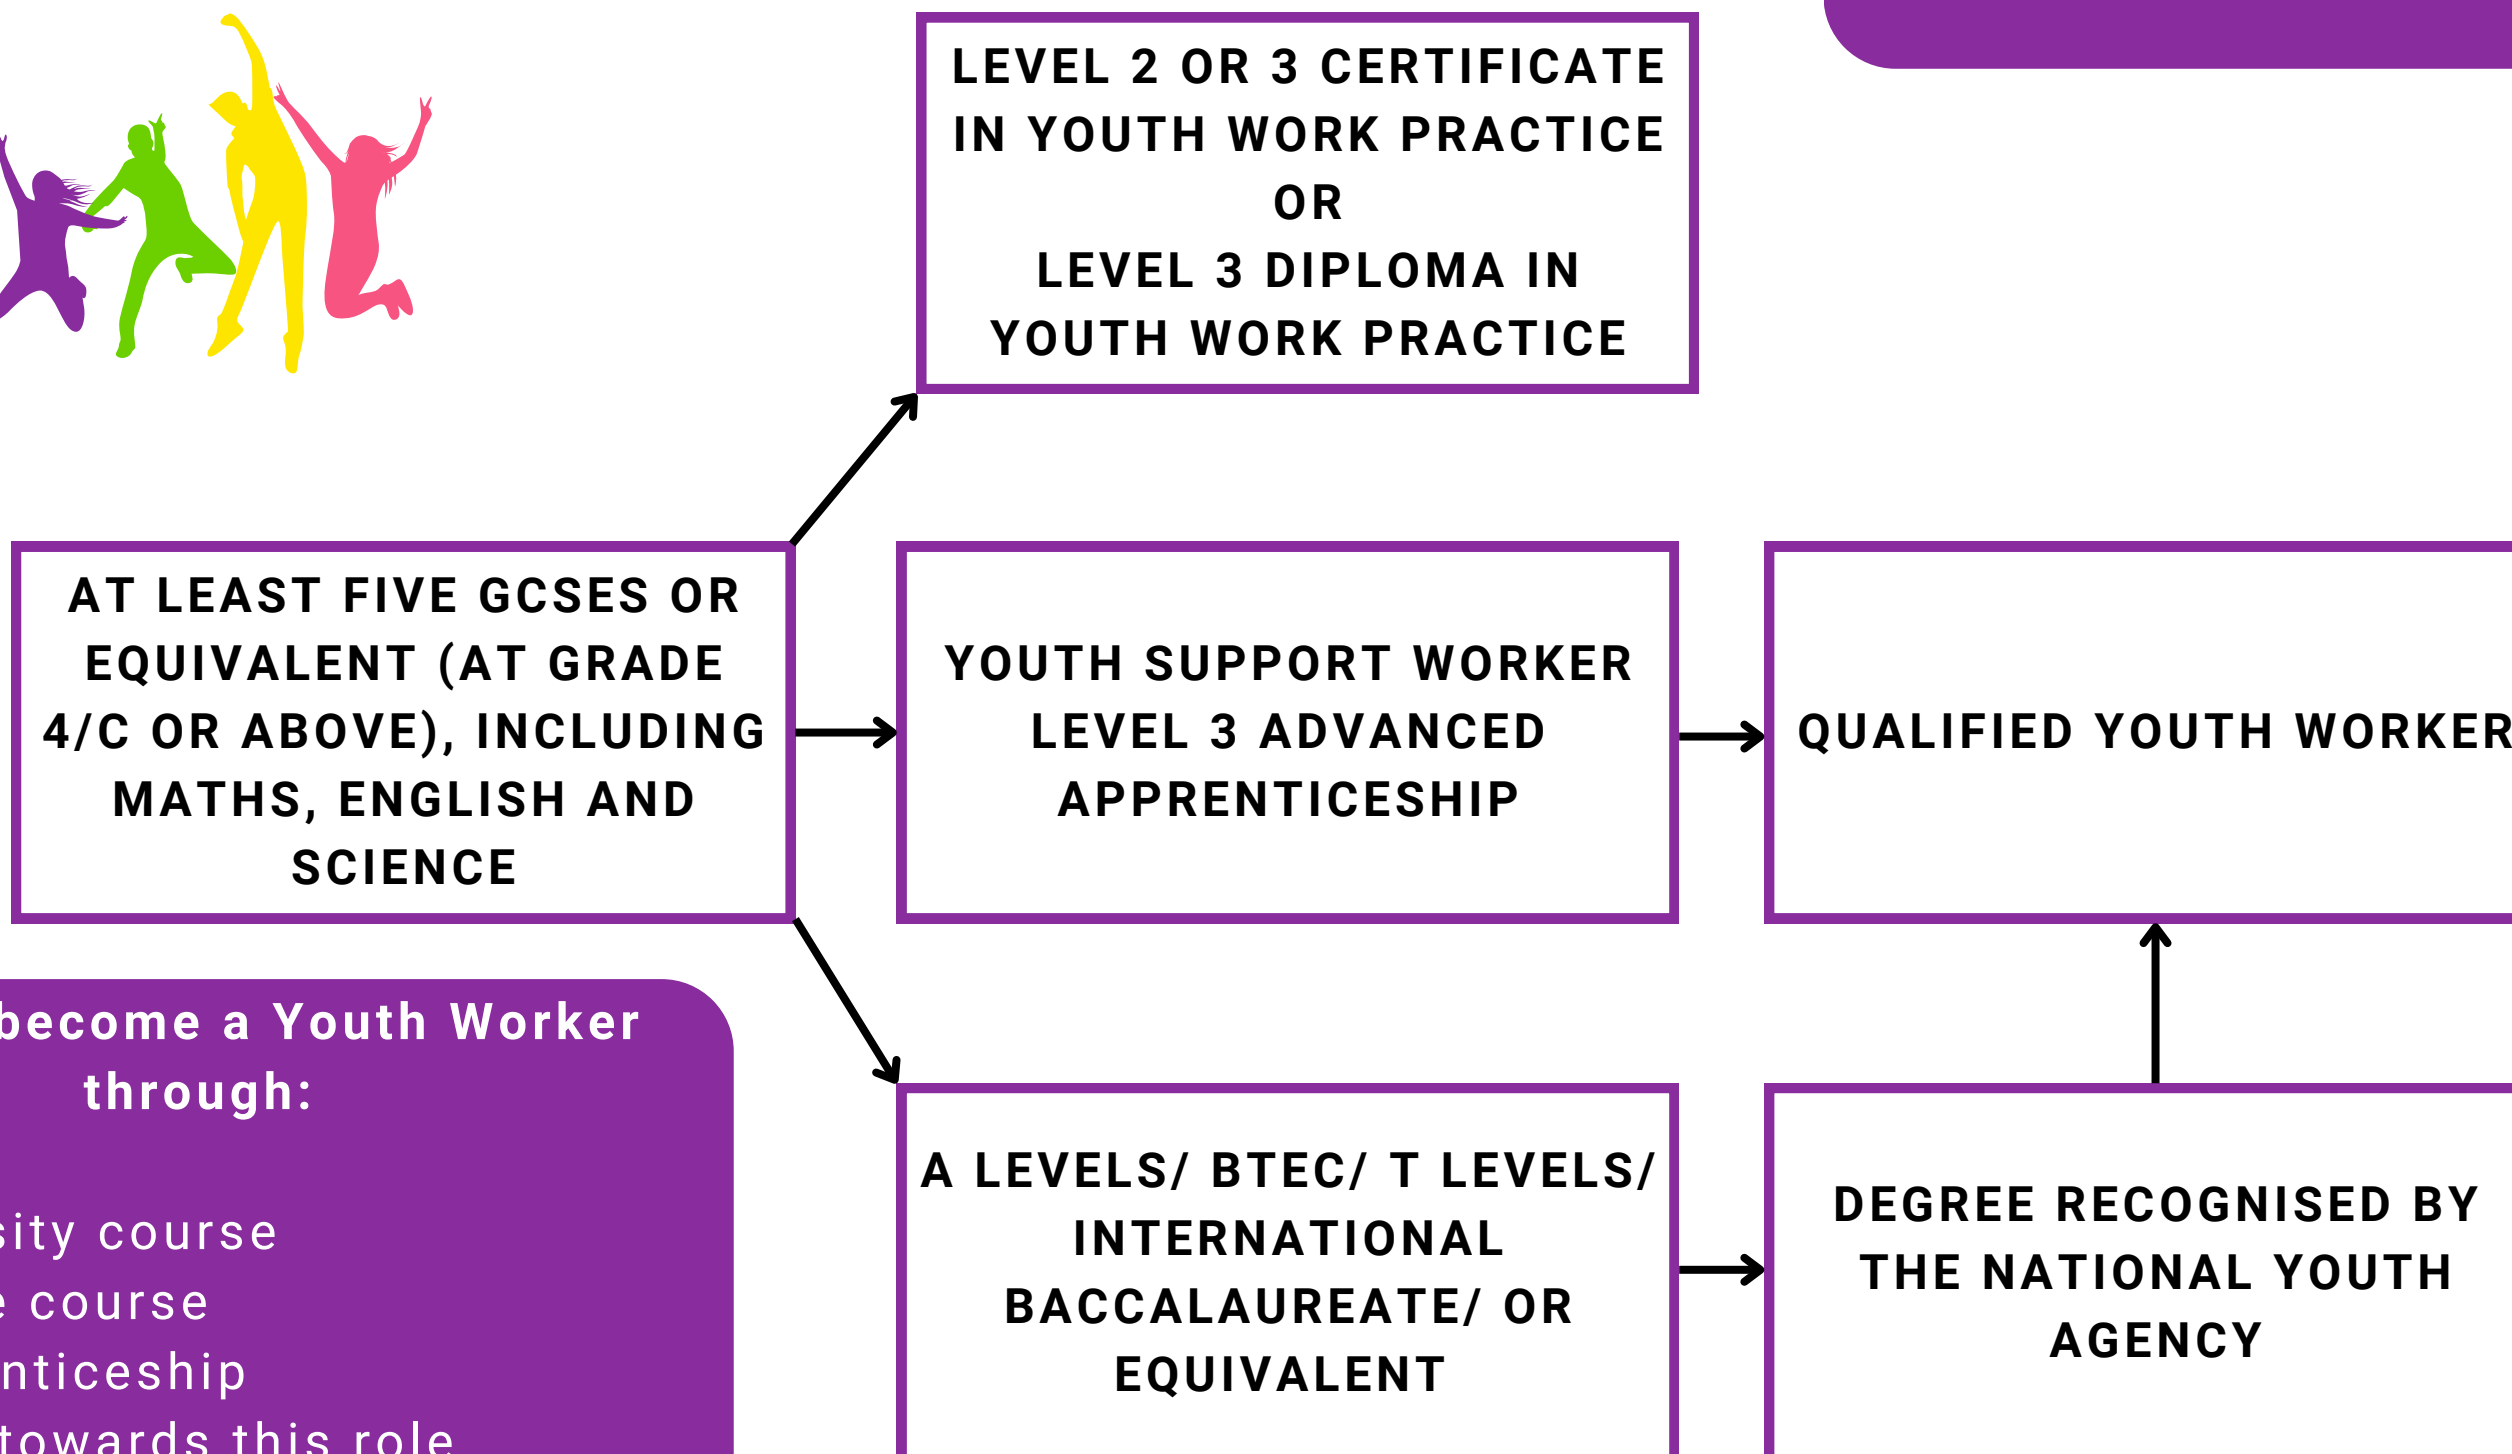 LEVEL 2 OR 3 CERTIFICATE
IN YOUTH WORK PRACTICE
OR
LEVEL 3 DIPLOMA IN
YOUTH WORK PRACTICE
AT LEAST FIVE GCSES OR
EQUIVALENT (AT GRADE
4/C OR ABOVE), INCLUDING
MATHS, ENGLISH AND
SCIENCE
YOUTH SUPPORT WORKER
LEVEL 3 ADVANCED
APPRENTICESHIP
QUALIFIED YOUTH WORKER
become a Youth Worker
through:
sity course
e course
nticeship
towards this role
A LEVELS/ BTEC/ T LEVELS/
INTERNATIONAL
BACCALAUREATE/ OR
EQUIVALENT
DEGREE RECOGNISED BY
THE NATIONAL YOUTH
AGENCY